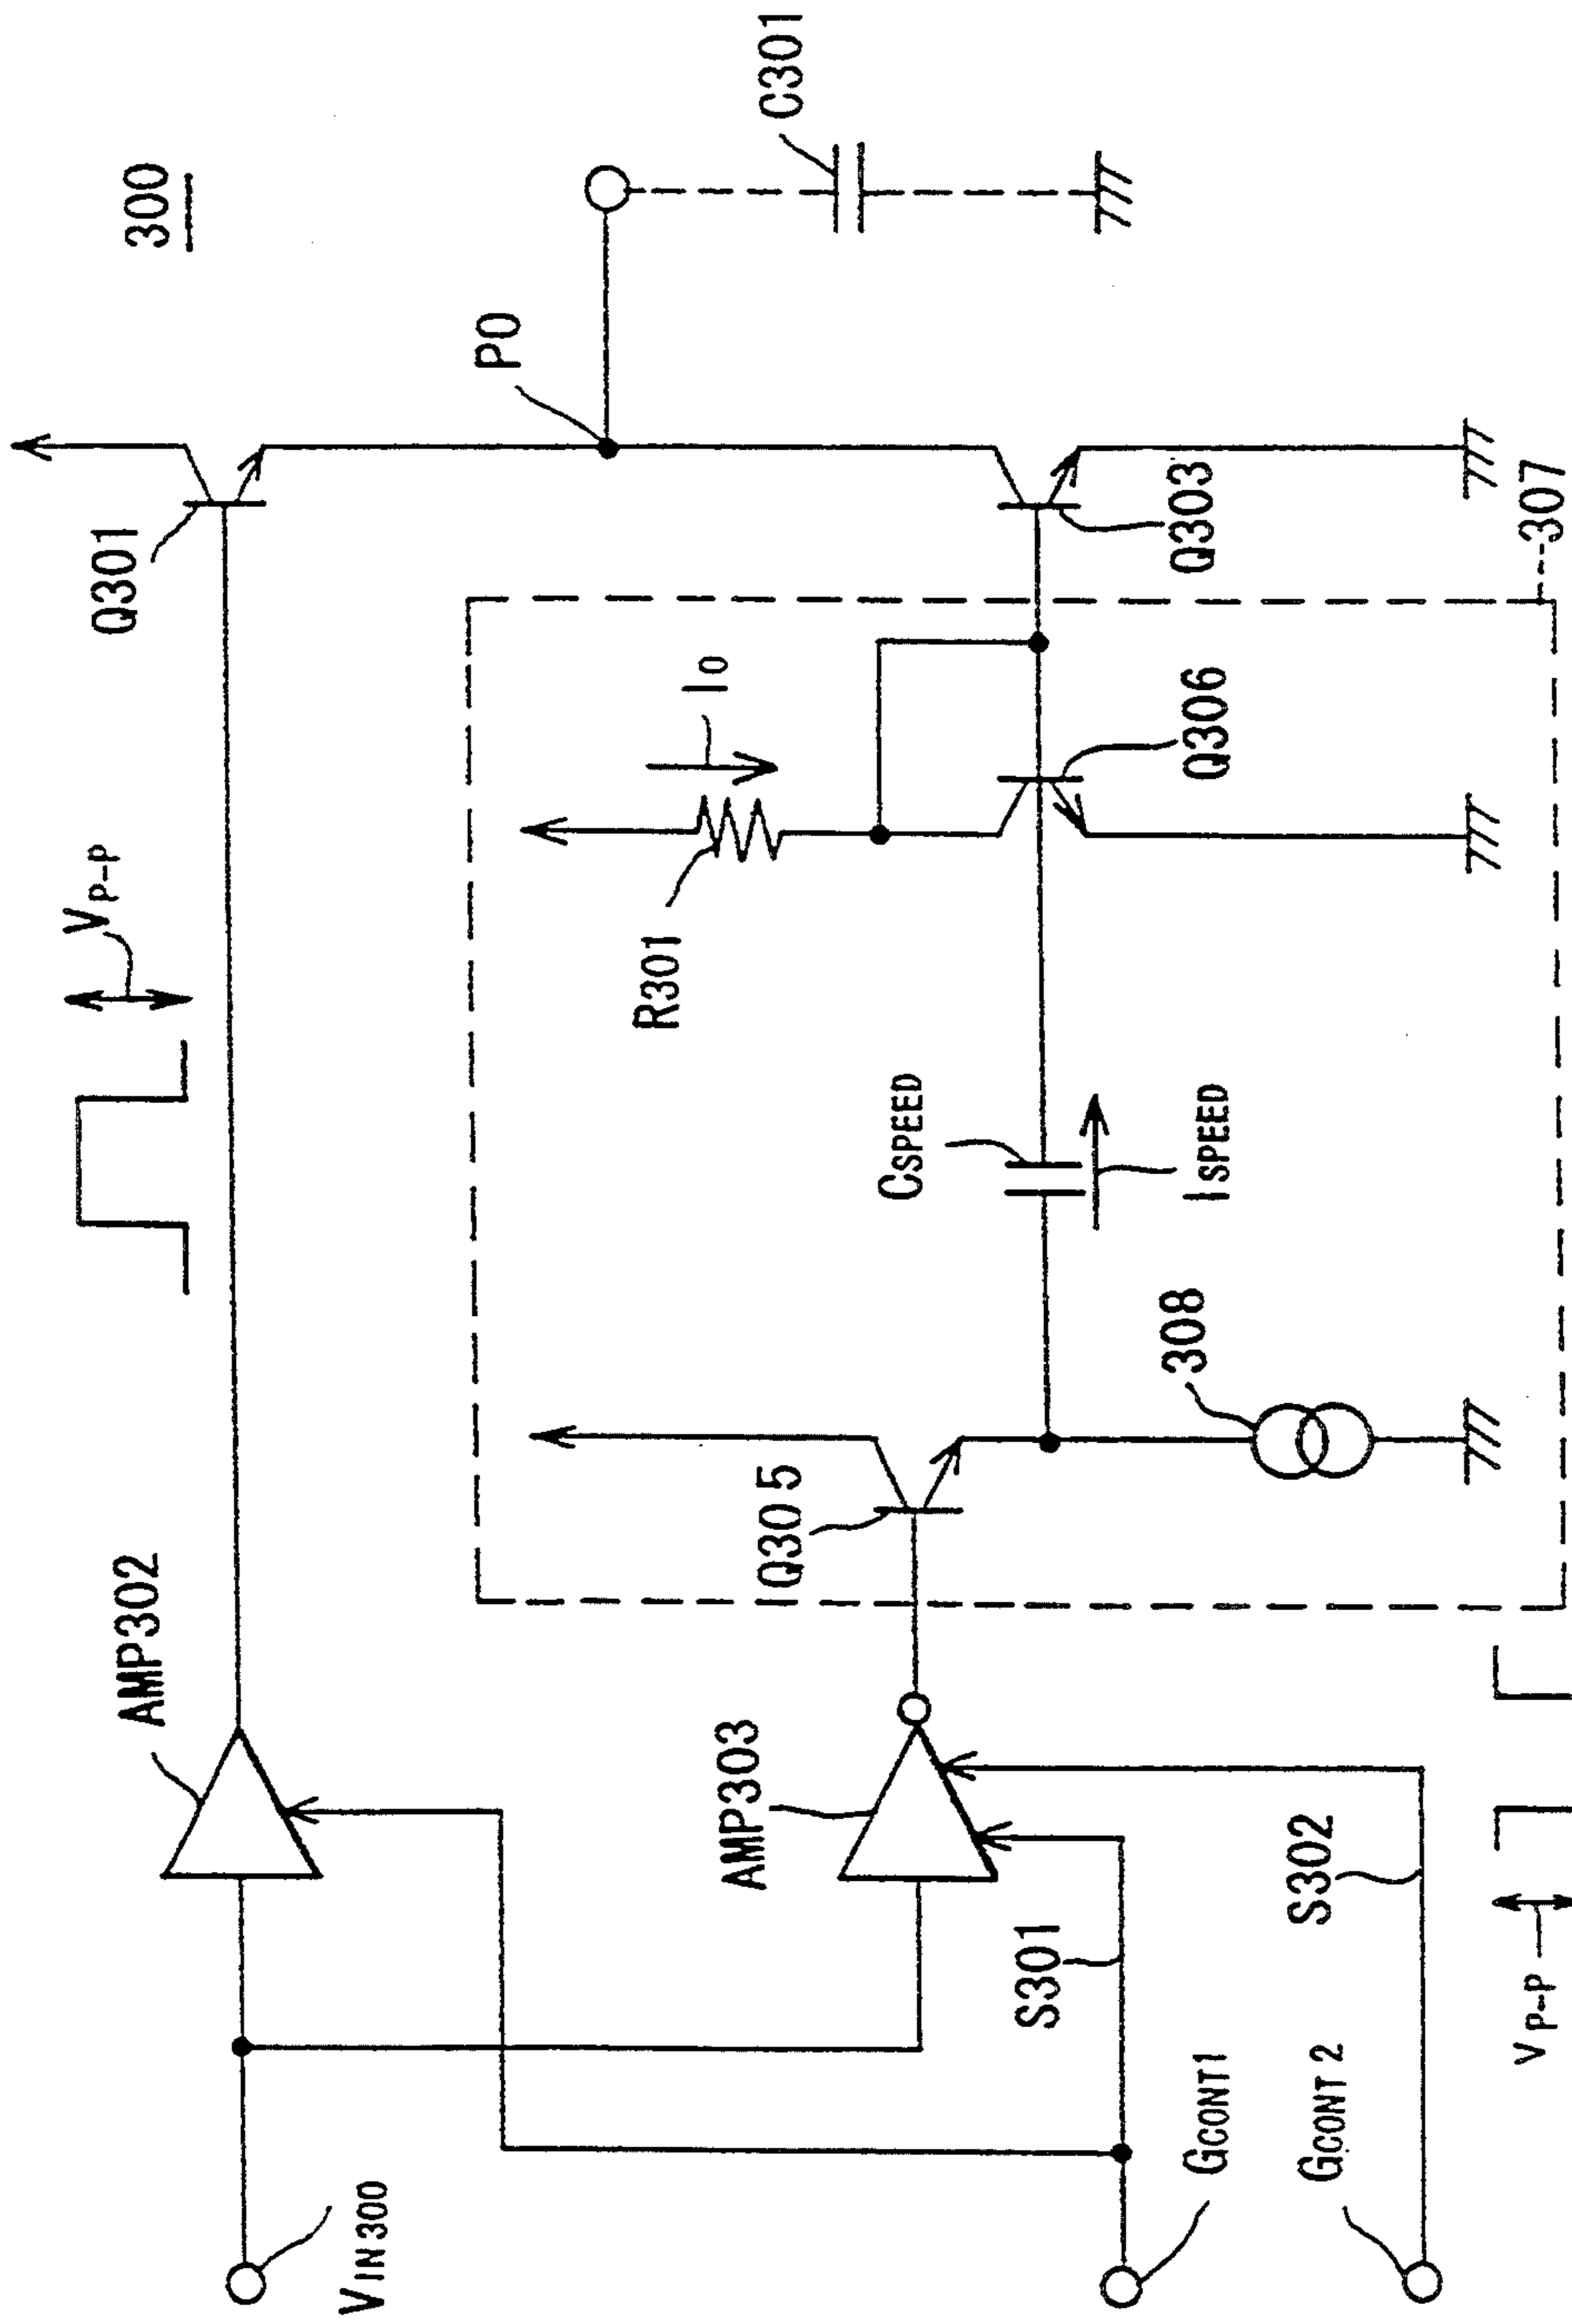 300
Q301
P0
C301
VP-P
AMP302
R301
I0
Q306
Q303
307
CSPEED
ISPEED
Q305
308
AMP303
S301
S302
VP-P
VIN300
GCONT1
GCONT2